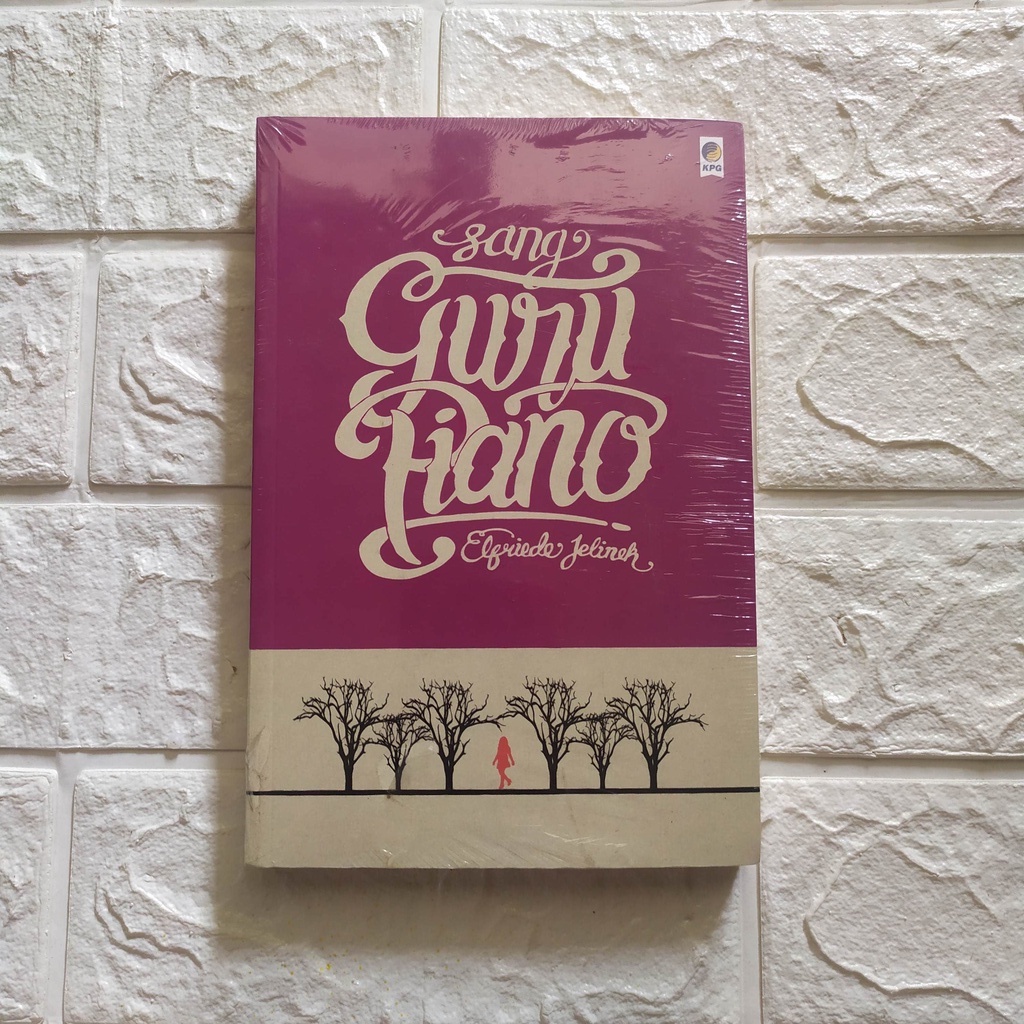 KPG
sang
Guru
Piano
Elfriede Jelinek